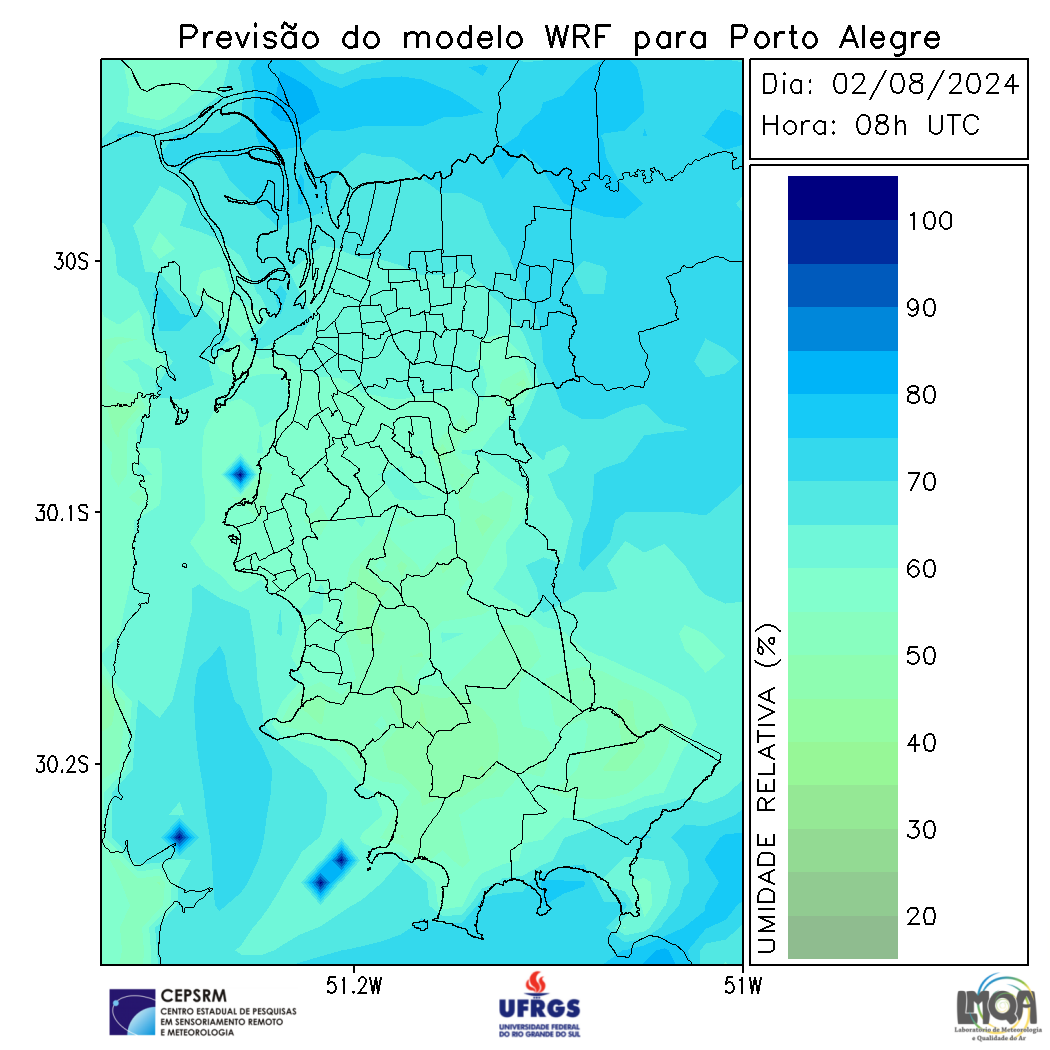 Previsão do modelo WRF para Porto Alegre
Dia: 02/08/2024
Hora: 08h UTC
30S
30.1S
30.2S
51.2W
51W
UMIDADE RELATIVA (%)
100
90
80
70
60
50
40
30
20
CEPSRM
CENTRO ESTADUAL DE PESQUISAS
EM SENSORIAMENTO REMOTO
E METEOROLOGIA
UFRGS
UNIVERSIDADE FEDERAL
DO RIO GRANDE DO SUL
LMQA
Laboratório de Meteorologia
e Qualidade do Ar